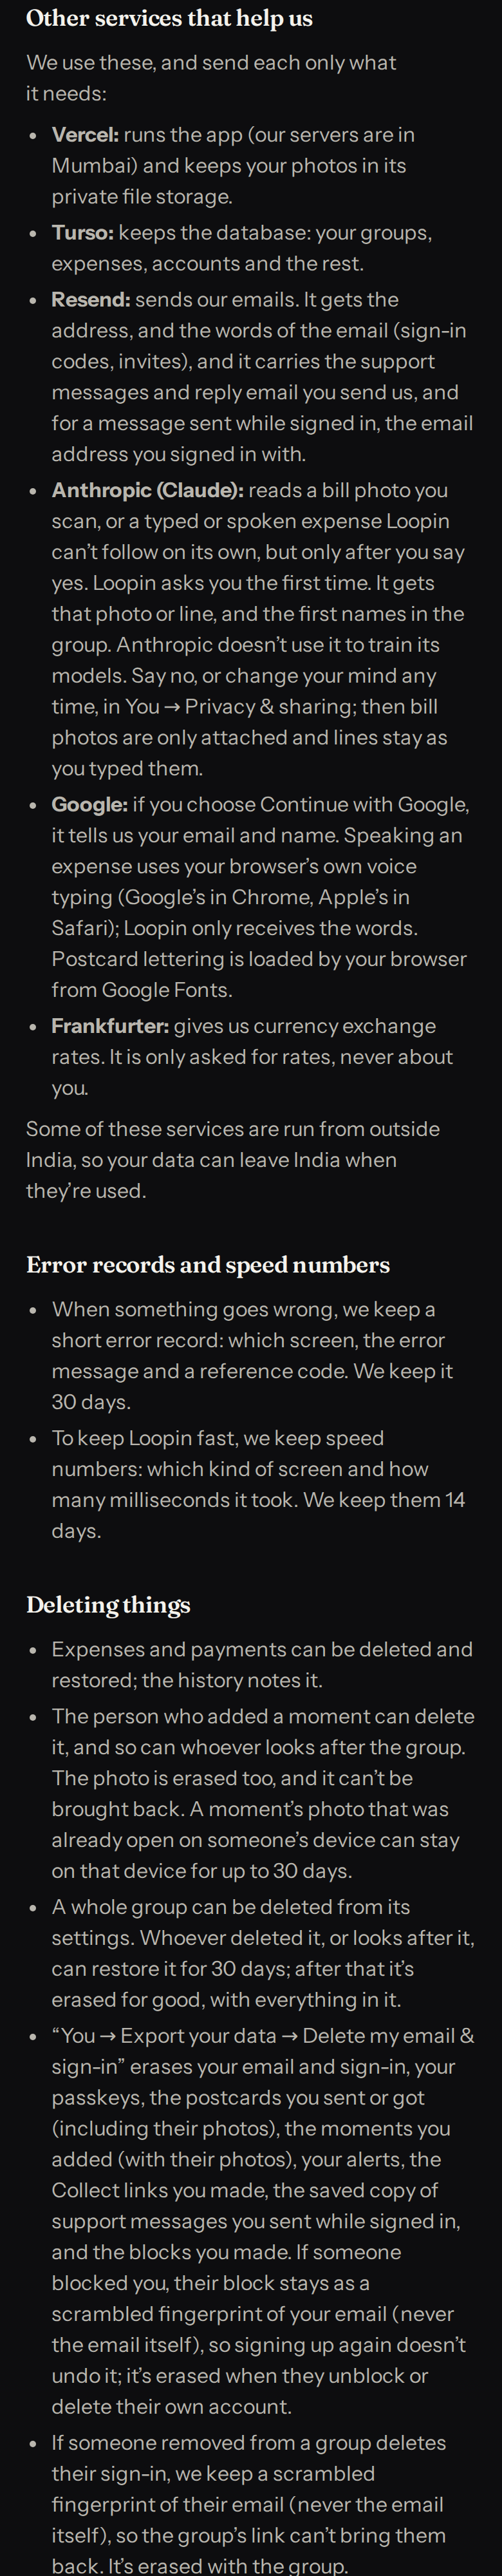 Other services that help us
We use these, and send each only what
it needs:
• Vercel: runs the app (our servers are in
Mumbai) and keeps your photos in its
private file storage.
• Turso: keeps the database: your groups,
expenses, accounts and the rest.
• Resend: sends our emails. It gets the
address, and the words of the email (sign-in
codes, invites), and it carries the support
messages and reply email you send us, and
for a message sent while signed in, the email
address you signed in with.
• Anthropic (Claude): reads a bill photo you
scan, or a typed or spoken expense Loopin
can’t follow on its own, but only after you say
yes. Loopin asks you the first time. It gets
that photo or line, and the first names in the
group. Anthropic doesn’t use it to train its
models. Say no, or change your mind any
time, in You → Privacy & sharing; then bill
photos are only attached and lines stay as
you typed them.
• Google: if you choose Continue with Google,
it tells us your email and name. Speaking an
expense uses your browser’s own voice
typing (Google’s in Chrome, Apple’s in
Safari); Loopin only receives the words.
Postcard lettering is loaded by your browser
from Google Fonts.
• Frankfurter: gives us currency exchange
rates. It is only asked for rates, never about
you.
Some of these services are run from outside
India, so your data can leave India when
they’re used.
Error records and speed numbers
• When something goes wrong, we keep a
short error record: which screen, the error
message and a reference code. We keep it
30 days.
• To keep Loopin fast, we keep speed
numbers: which kind of screen and how
many milliseconds it took. We keep them 14
days.
Deleting things
• Expenses and payments can be deleted and
restored; the history notes it.
• The person who added a moment can delete
it, and so can whoever looks after the group.
The photo is erased too, and it can’t be
brought back. A moment’s photo that was
already open on someone’s device can stay
on that device for up to 30 days.
• A whole group can be deleted from its
settings. Whoever deleted it, or looks after it,
can restore it for 30 days; after that it’s
erased for good, with everything in it.
• “You → Export your data → Delete my email &
sign-in” erases your email and sign-in, your
passkeys, the postcards you sent or got
(including their photos), the moments you
added (with their photos), your alerts, the
Collect links you made, the saved copy of
support messages you sent while signed in,
and the blocks you made. If someone
blocked you, their block stays as a
scrambled fingerprint of your email (never
the email itself), so signing up again doesn’t
undo it; it’s erased when they unblock or
delete their own account.
• If someone removed from a group deletes
their sign-in, we keep a scrambled
fingerprint of their email (never the email
itself), so the group’s link can’t bring them
back. It’s erased with the group.